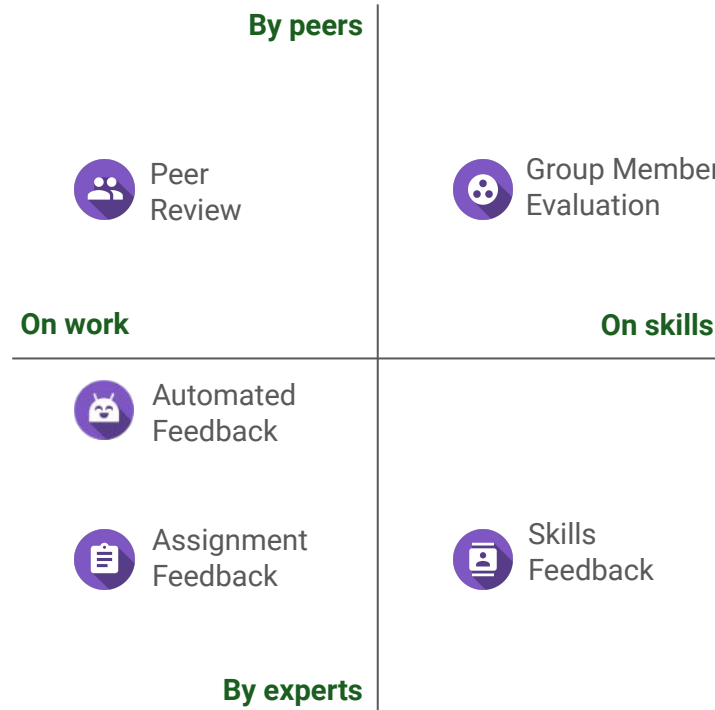 By peers
Peer
Review
Group Member
Evaluation
On work
On skills
Automated
Feedback
Assignment
Feedback
Skills
Feedback
By experts